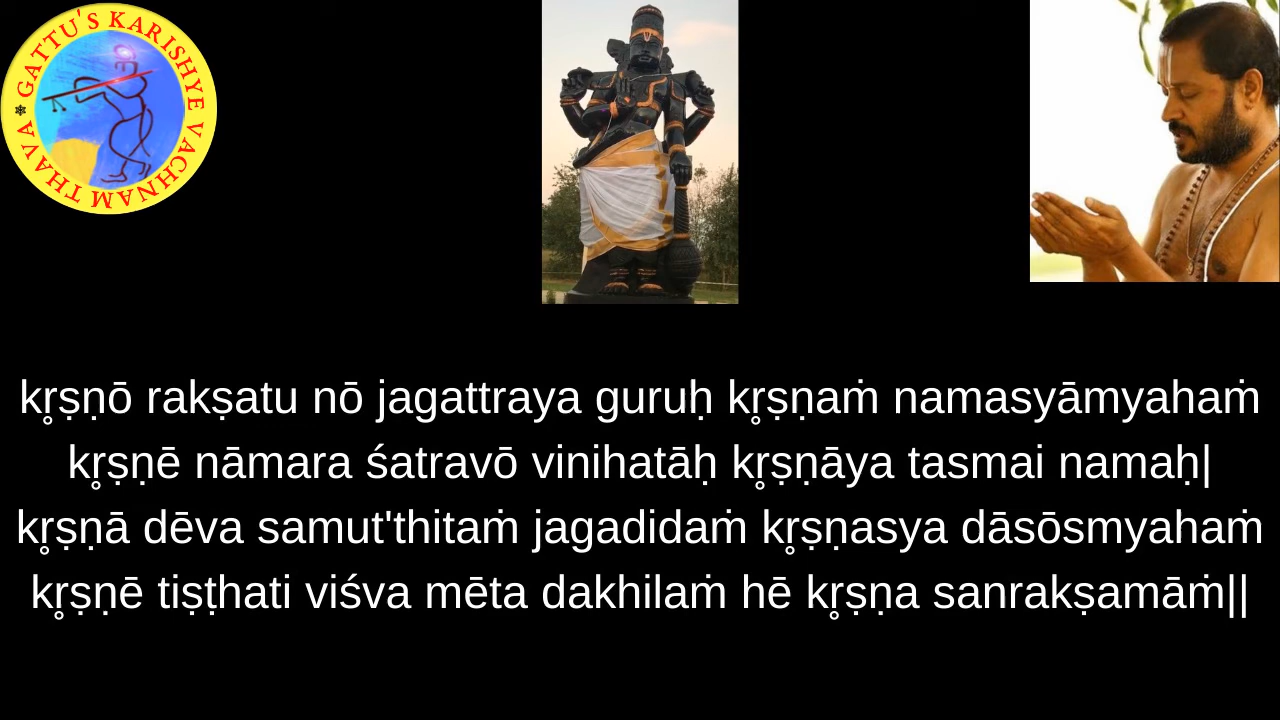 GATTU'S KARISHYE VACHNAM THAVA
kr̥ṣṇō rakṣatu nō jagattraya guruḥ kr̥ṣṇaṁ namasyāmyahaṁ
kr̥ṣṇē nāmara śatravō vinihatāḥ kr̥ṣṇāya tasmai namaḥ|
kr̥ṣṇā dēva samut'thitaṁ jagadidaṁ kr̥ṣṇasya dāsōsmyahaṁ
kr̥ṣṇē tiṣṭhati viśva mēta dakhilaṁ hē kr̥ṣṇa sanrakṣamāṁ||